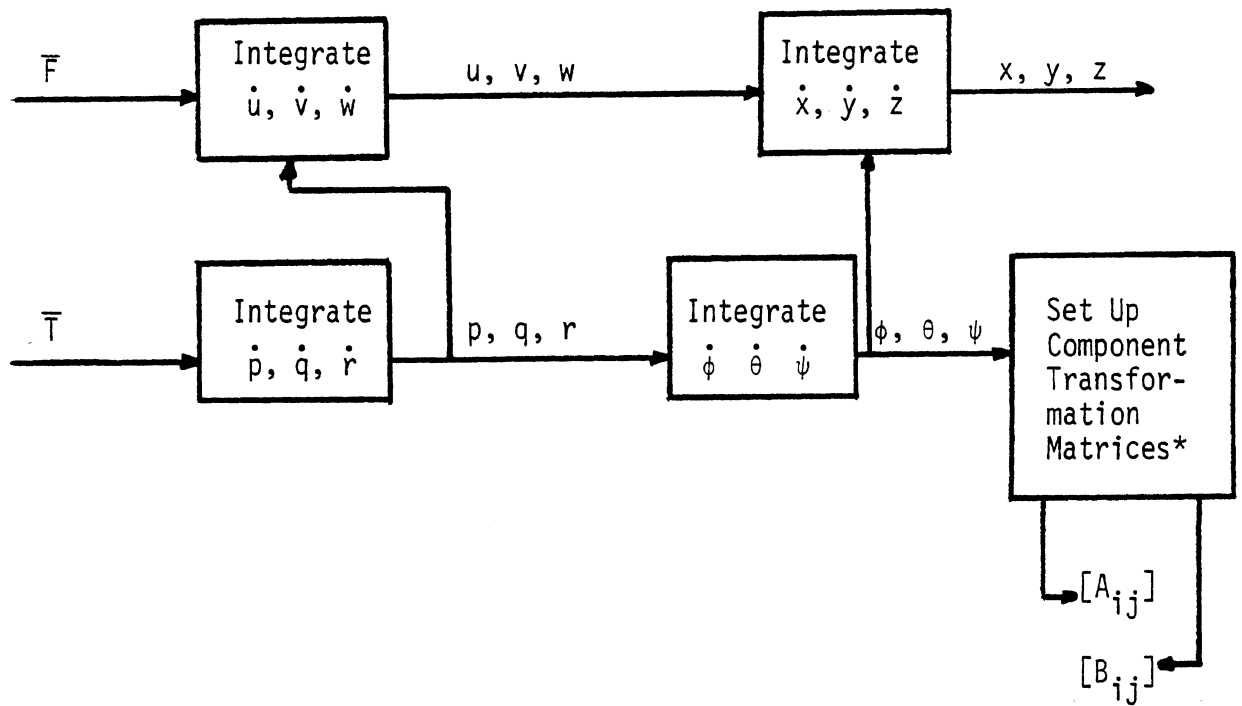 F̅
Integrate
u̇, v̇, ẇ
u, v, w
Integrate
ẋ, ẏ, ż
x, y, z
T̅
Integrate
ṗ, q̇, ṙ
p, q, r
Integrate
ϕ̇ θ̇ ψ̇
ϕ, θ, ψ
Set Up
Component
Transfor-
mation
Matrices*
[A_ij]
[B_ij]